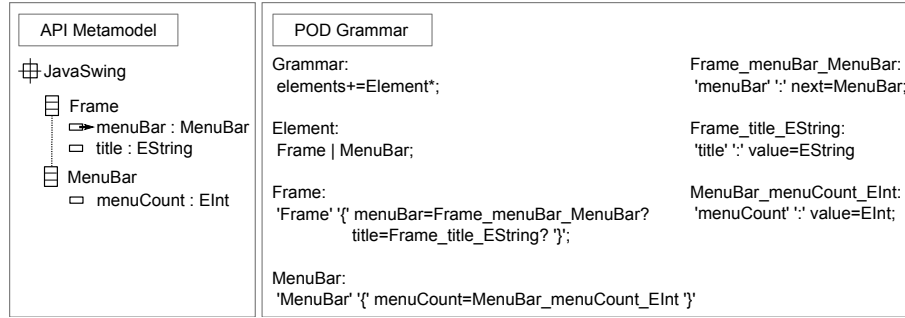 API Metamodel
JavaSwing
Frame
menuBar : MenuBar
title : EString
MenuBar
menuCount : EInt
POD Grammar
Grammar:
elements+=Element*;
Element:
Frame | MenuBar;
Frame:
'Frame' '{' menuBar=Frame_menuBar_MenuBar?
title=Frame_title_EString? '}';
MenuBar:
'MenuBar' '{' menuCount=MenuBar_menuCount_EInt '}'
Frame_menuBar_MenuBar:
'menuBar' ':' next=MenuBar;
Frame_title_EString:
'title' ':' value=EString
MenuBar_menuCount_EInt:
'menuCount' ':' value=EInt;